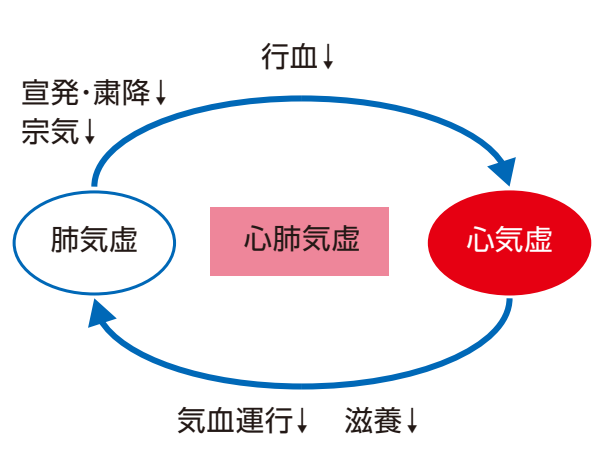 行血↓
宣発・粛降↓
宗気↓
肺気虚
心肺気虚
心気虚
気血運行↓　滋養↓